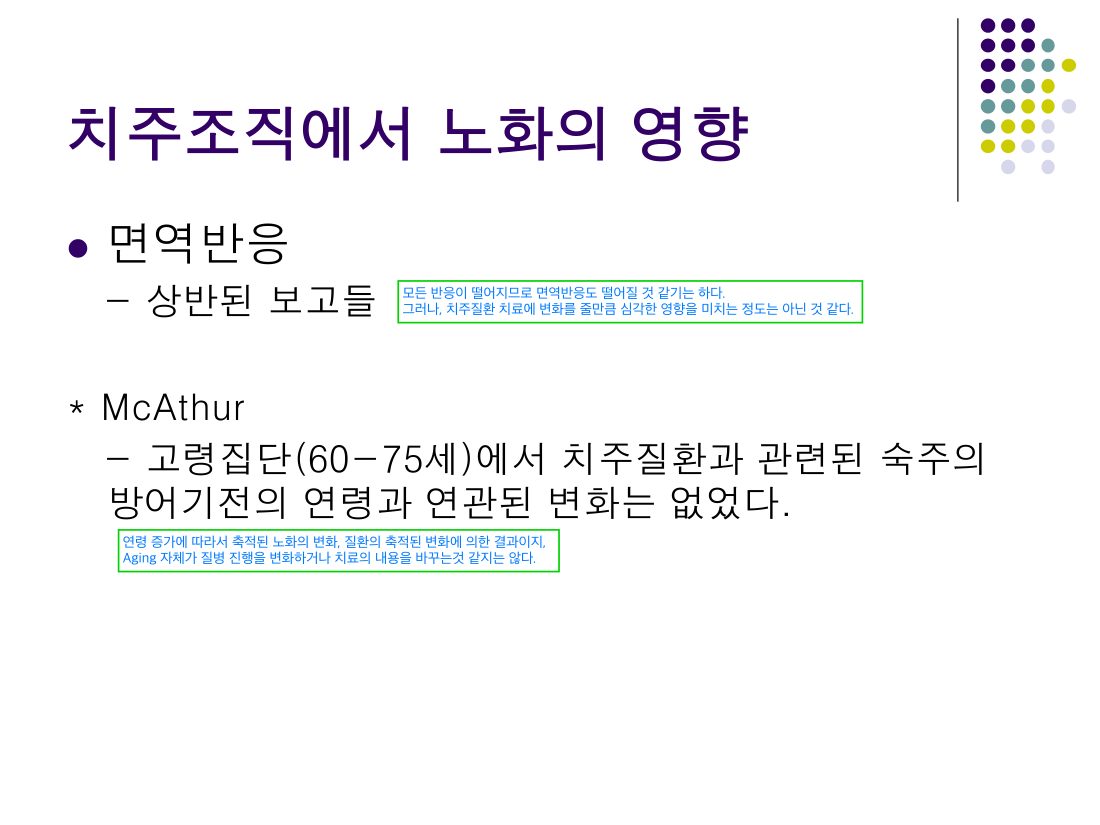 치주조직에서 노화의 영향
● 면역반응
– 상반된 보고들
모든 반응이 떨어지므로 면역반응도 떨어질 것 같기는 하다.
그러나, 치주질환 치료에 변화를 줄만큼 심각한 영향을 미치는 정도는 아닌 것 같다.
* McAthur
– 고령집단(60–75세)에서 치주질환과 관련된 숙주의
방어기전의 연령과 연관된 변화는 없었다.
연령 증가에 따라서 축적된 노화의 변화, 질환의 축적된 변화에 의한 결과이지,
Aging 자체가 질병 진행을 변화하거나 치료의 내용을 바꾸는것 같지는 않다.